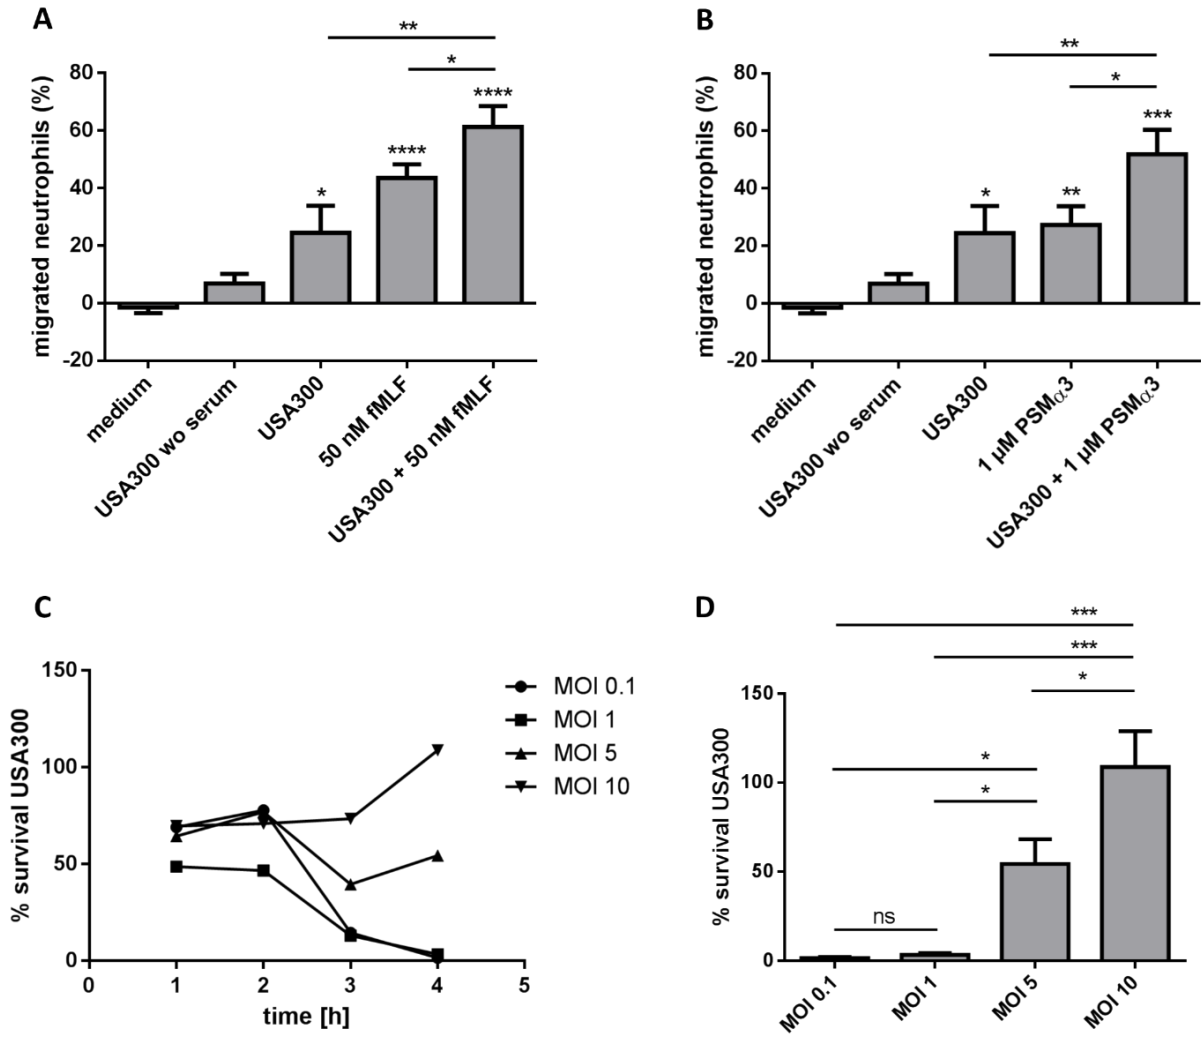 A
**
*
migrated neutrophils (%)
80
60
40
20
0
-20
*
****
****
medium
USA300 wo serum
USA300
50 nM fMLF
USA300 + 50 nM fMLF
B
**
*
migrated neutrophils (%)
80
60
40
20
0
-20
*
**
***
medium
USA300 wo serum
USA300
1 µM PSMα3
USA300 + 1 µM PSMα3
C
% survival USA300
150
100
50
0
0
1
2
3
4
5
time [h]
MOI 0.1
MOI 1
MOI 5
MOI 10
D
***
***
*
*
*
ns
% survival USA300
150
100
50
0
MOI 0.1
MOI 1
MOI 5
MOI 10